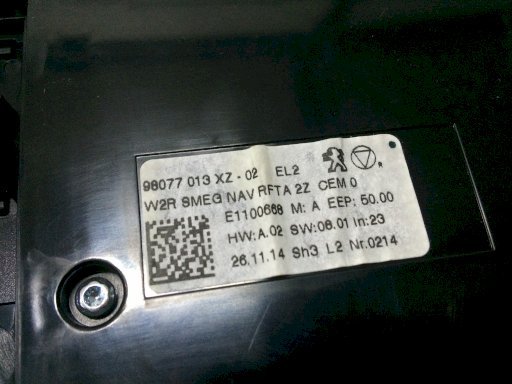 98077 013 XZ - 02 EL2
W2R SMEG NAV RFTA 2Z CEM 0
E1100668 M: A EEP: 50.00
HW:A.02 SW:06.01 In:23
26.11.14 Sh3 L2 Nr.0214
R